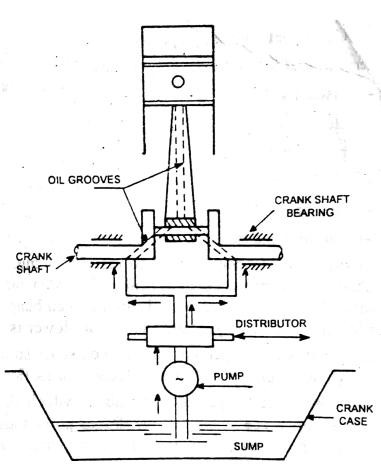 OIL GROOVES
CRANK SHAFT
BEARING
CRANK
SHAFT
DISTRIBUTOR
PUMP
~
CRANK
CASE
SUMP